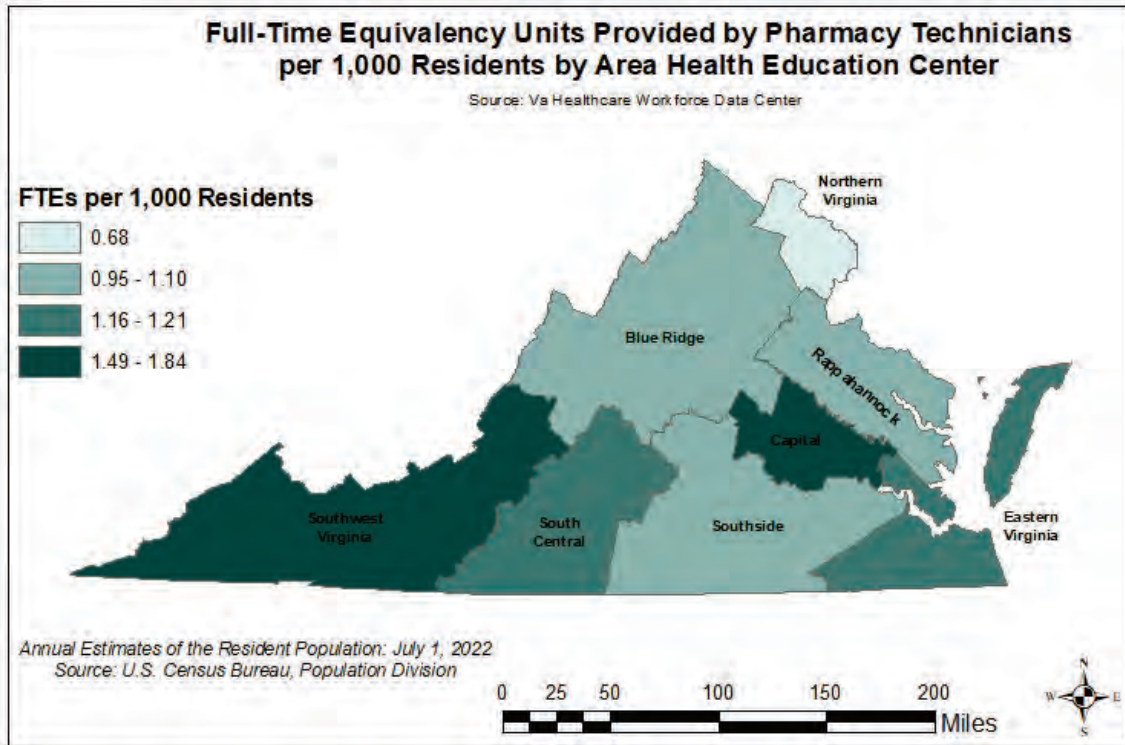 Full-Time Equivalency Units Provided by Pharmacy Technicians
per 1,000 Residents by Area Health Education Center
Source: Va Healthcare Workforce Data Center
FTEs per 1,000 Residents
0.68
0.95 - 1.10
1.16 - 1.21
1.49 - 1.84
Northern
Virginia
Blue Ridge
Rappahannock
Capital
Southwest
Virginia
South
Central
Southside
Eastern
Virginia
Annual Estimates of the Resident Population: July 1, 2022
Source: U.S. Census Bureau, Population Division
0 25 50 100 150 200
Miles
N
W E
S